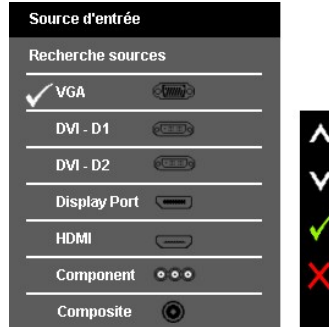 Source d'entrée
Recherche sources
VGA
DVI - D1
DVI - D2
Display Port
HDMI
Component
Composite